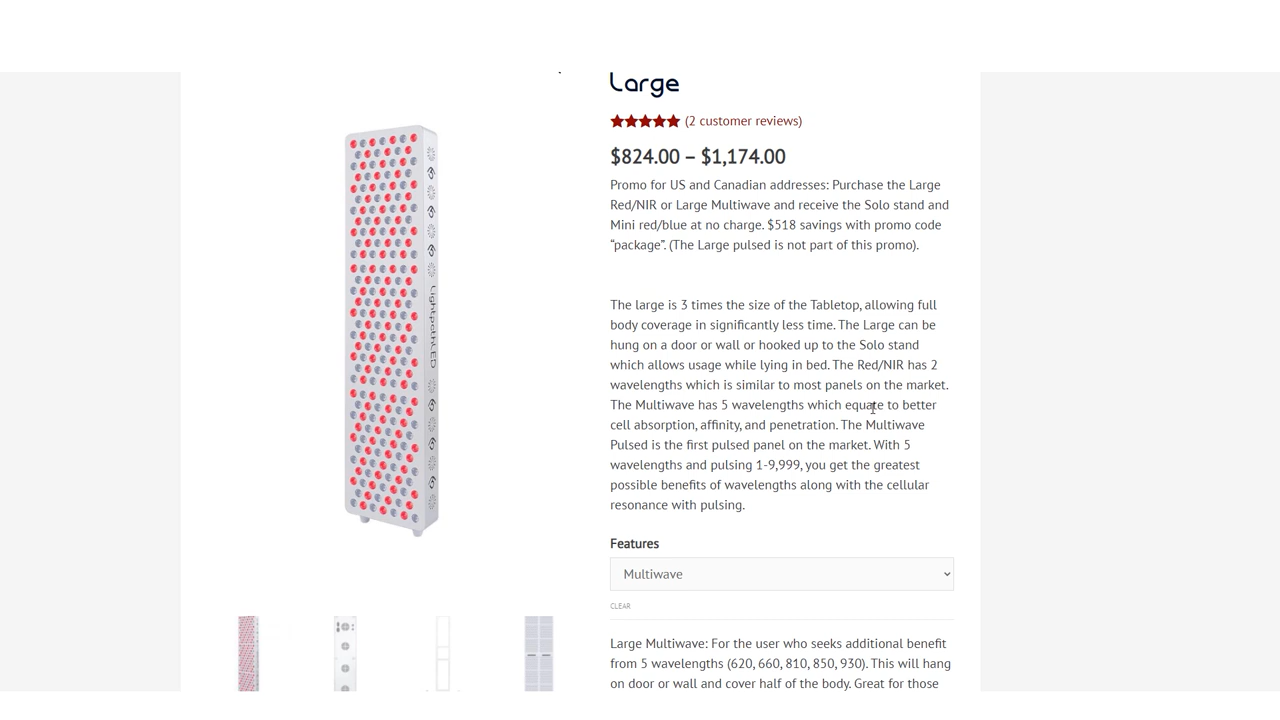 Large
(2 customer reviews)
$824.00 – $1,174.00
Promo for US and Canadian addresses: Purchase the Large
Red/NIR or Large Multiwave and receive the Solo stand and
Mini red/blue at no charge. $518 savings with promo code
“package”. (The Large pulsed is not part of this promo).
The large is 3 times the size of the Tabletop, allowing full
body coverage in significantly less time. The Large can be
hung on a door or wall or hooked up to the Solo stand
which allows usage while lying in bed. The Red/NIR has 2
wavelengths which is similar to most panels on the market.
The Multiwave has 5 wavelengths which equate to better
cell absorption, affinity, and penetration. The Multiwave
Pulsed is the first pulsed panel on the market. With 5
wavelengths and pulsing 1-9,999, you get the greatest
possible benefits of wavelengths along with the cellular
resonance with pulsing.
Features
Multiwave
CLEAR
Large Multiwave: For the user who seeks additional benefit
from 5 wavelengths (620, 660, 810, 850, 930). This will hang
on door or wall and cover half of the body. Great for those
LightpathLED